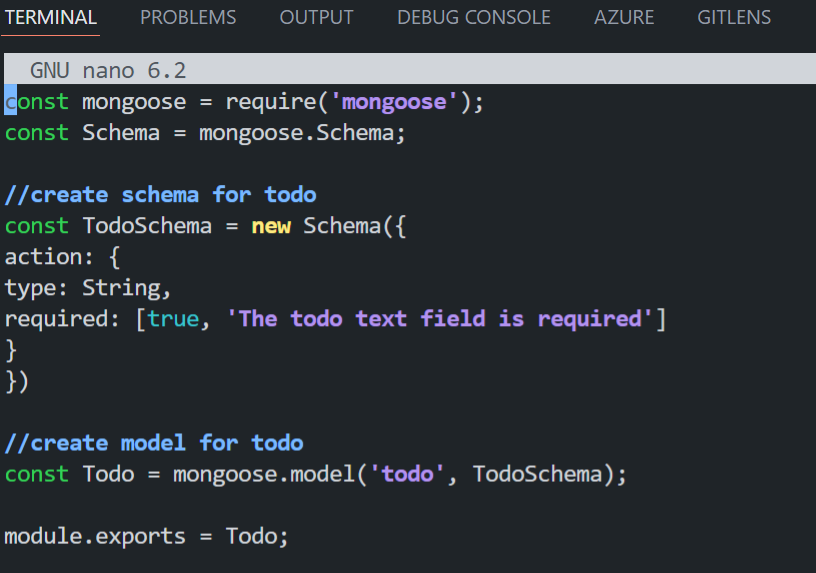 TERMINAL PROBLEMS OUTPUT DEBUG CONSOLE AZURE GITLENS
GNU nano 6.2
const mongoose = require('mongoose');
const Schema = mongoose.Schema;
//create schema for todo
const TodoSchema = new Schema({
action: {
type: String,
required: [true, 'The todo text field is required']
}
})
//create model for todo
const Todo = mongoose.model('todo', TodoSchema);
module.exports = Todo;